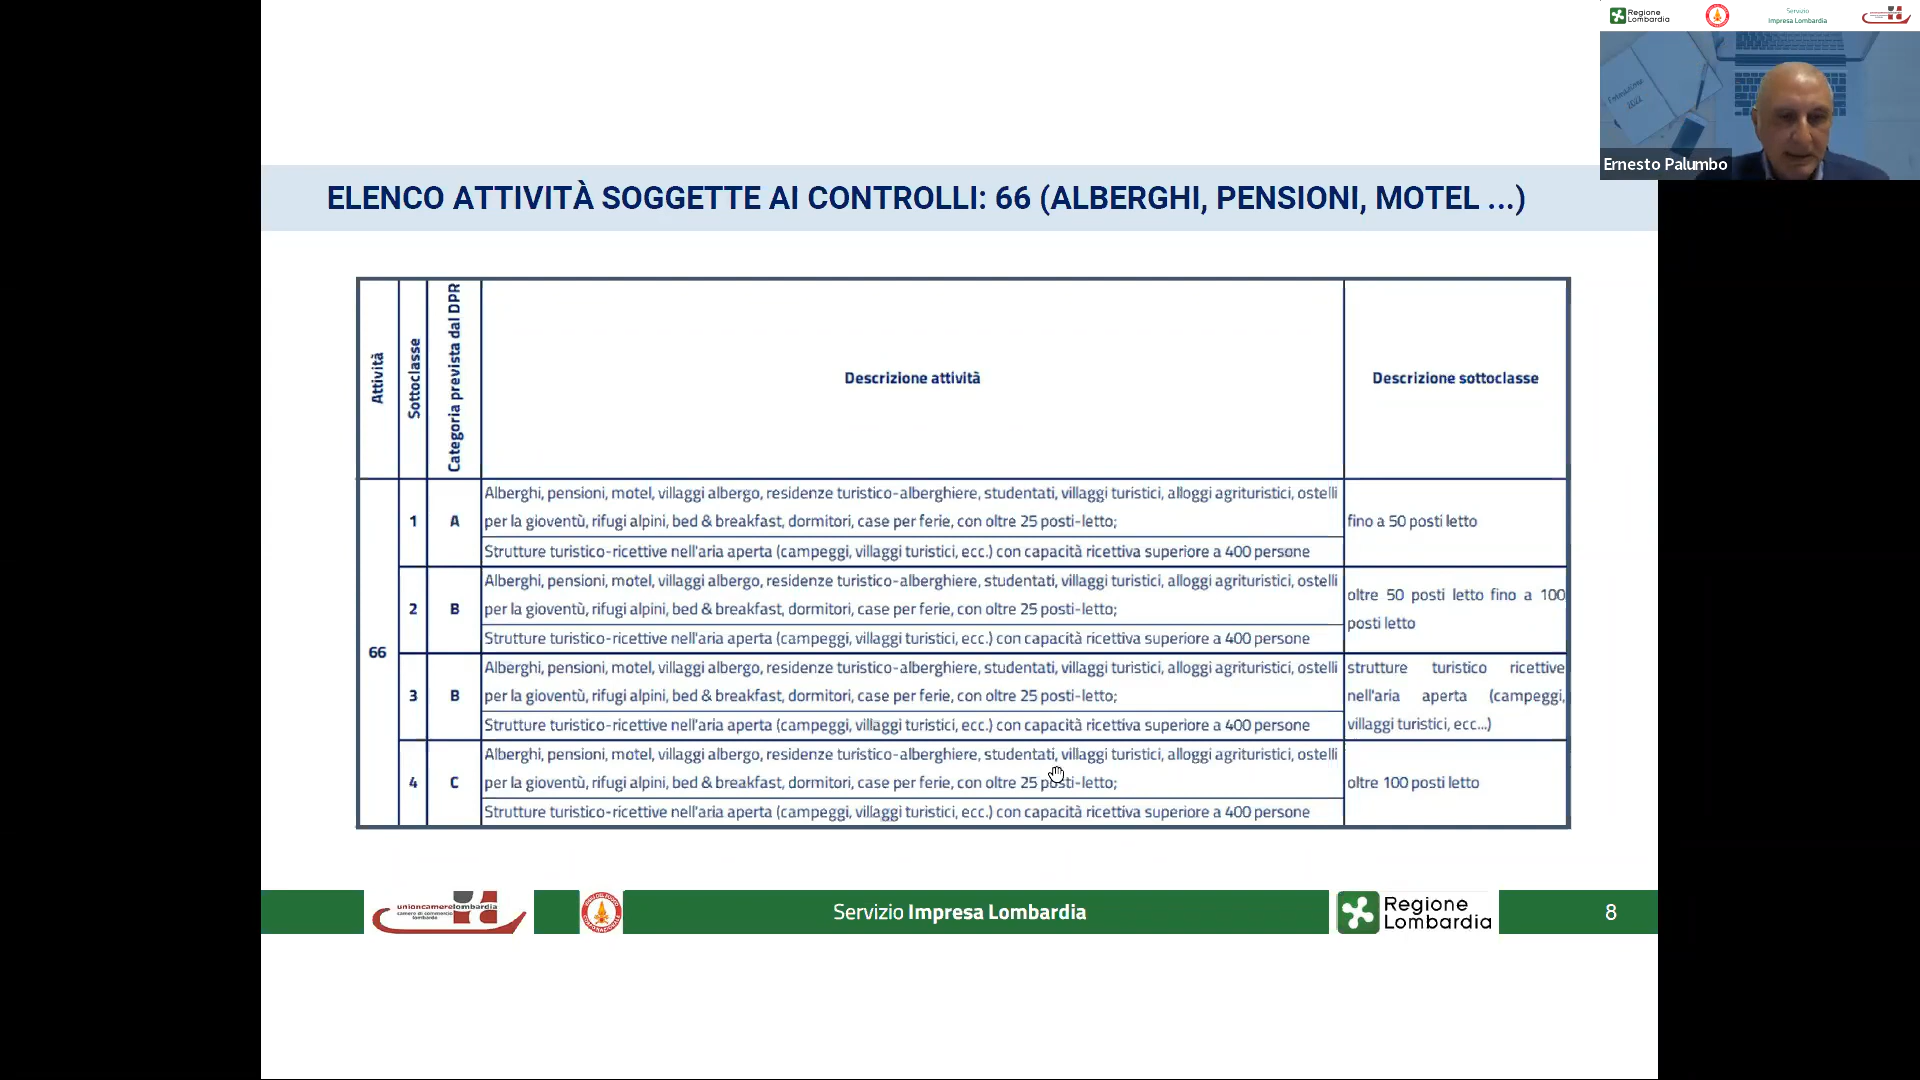 Regione
Lombardia
Servizio
Impresa Lombardia
Formazione
2022
Ernesto Palumbo
ELENCO ATTIVITÀ SOGGETTE AI CONTROLLI: 66 (ALBERGHI, PENSIONI, MOTEL ...)
Attività
Sottoclasse
Categoria prevista dal DPR
Descrizione attività
Descrizione sottoclasse
66
1
A
Alberghi, pensioni, motel, villaggi albergo, residenze turistico-alberghiere, studentati, villaggi turistici, alloggi agrituristici, ostelli
per la gioventù, rifugi alpini, bed & breakfast, dormitori, case per ferie, con oltre 25 posti-letto;
Strutture turistico-ricettive nell'aria aperta (campeggi, villaggi turistici, ecc.) con capacità ricettiva superiore a 400 persone
fino a 50 posti letto
2
B
Alberghi, pensioni, motel, villaggi albergo, residenze turistico-alberghiere, studentati, villaggi turistici, alloggi agrituristici, ostelli
per la gioventù, rifugi alpini, bed & breakfast, dormitori, case per ferie, con oltre 25 posti-letto;
Strutture turistico-ricettive nell'aria aperta (campeggi, villaggi turistici, ecc.) con capacità ricettiva superiore a 400 persone
oltre 50 posti letto fino a 100
posti letto
3
B
Alberghi, pensioni, motel, villaggi albergo, residenze turistico-alberghiere, studentati, villaggi turistici, alloggi agrituristici, ostelli
per la gioventù, rifugi alpini, bed & breakfast, dormitori, case per ferie, con oltre 25 posti-letto;
Strutture turistico-ricettive nell'aria aperta (campeggi, villaggi turistici, ecc.) con capacità ricettiva superiore a 400 persone
strutture turistico ricettive
nell'aria aperta (campeggi,
villaggi turistici, ecc...)
4
C
Alberghi, pensioni, motel, villaggi albergo, residenze turistico-alberghiere, studentati, villaggi turistici, alloggi agrituristici, ostelli
per la gioventù, rifugi alpini, bed & breakfast, dormitori, case per ferie, con oltre 25 posti-letto;
Strutture turistico-ricettive nell'aria aperta (campeggi, villaggi turistici, ecc.) con capacità ricettiva superiore a 400 persone
oltre 100 posti letto
unioncamerelombardia
camere di commercio
lombarde
Servizio Impresa Lombardia
Regione
Lombardia
8